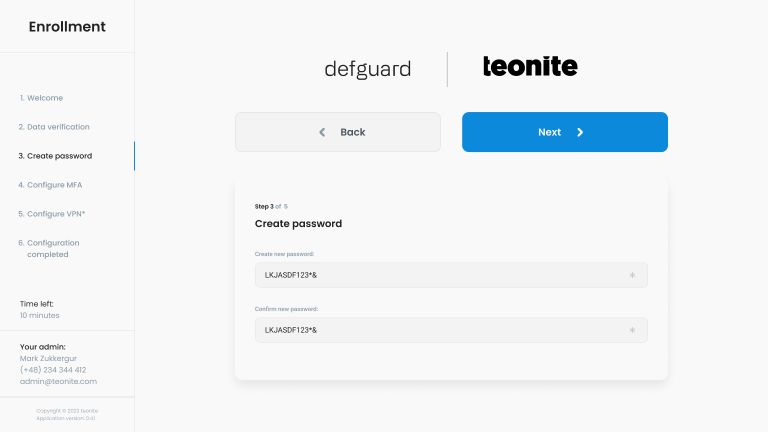 Enrollment
1. Welcome
2. Data verification
3. Create password
4. Configure MFA
5. Configure VPN*
6. Configuration
completed
Time left:
10 minutes
Your admin:
Mark Zukkergur
(+48) 234 344 412
admin@teonite.com
Copyright © 2023 teonite
Application version: 0.4.1
defguard
teonite
Back
Next
Step 3 of 5
Create password
Create new password:
LKJASDF123*&
Confirm new password:
LKJASDF123*&